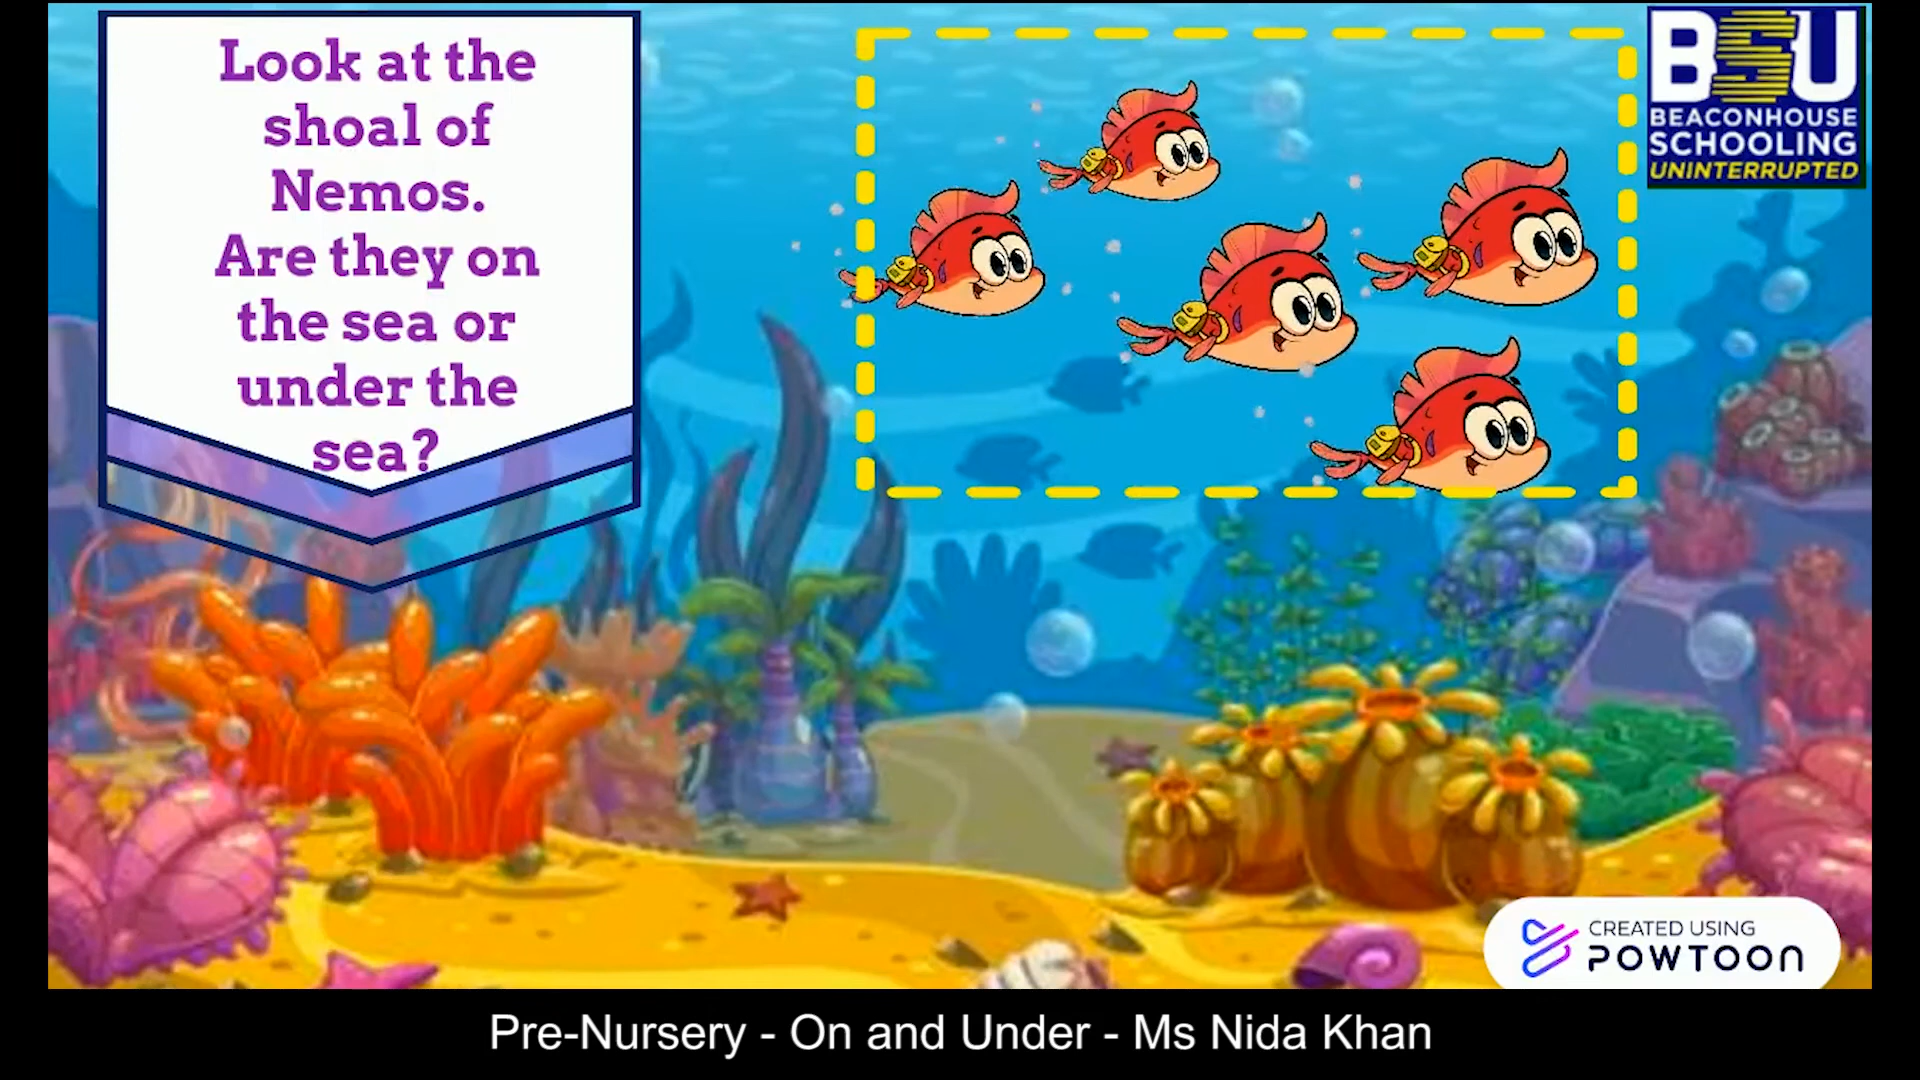 Look at the
shoal of
Nemos.
Are they on
the sea or
under the
sea?
BSU
BEACONHOUSE
SCHOOLING
UNINTERRUPTED
CREATED USING
POWTOON
Pre-Nursery - On and Under - Ms Nida Khan